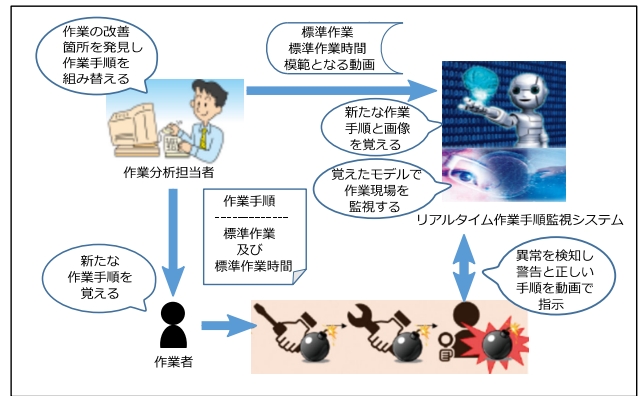 作業の改善
箇所を発見し
作業手順を
組み替える
標準作業
標準作業時間
模範となる動画
新たな作業
手順と画像
を覚える
作業分析担当者
覚えたモデルで
作業現場を
監視する
リアルタイム作業手順監視システム
作業手順
--------------
標準作業
及び
標準作業時間
新たな
作業手順を
覚える
異常を検知し
警告と正しい
手順を動画で
指示
作業者